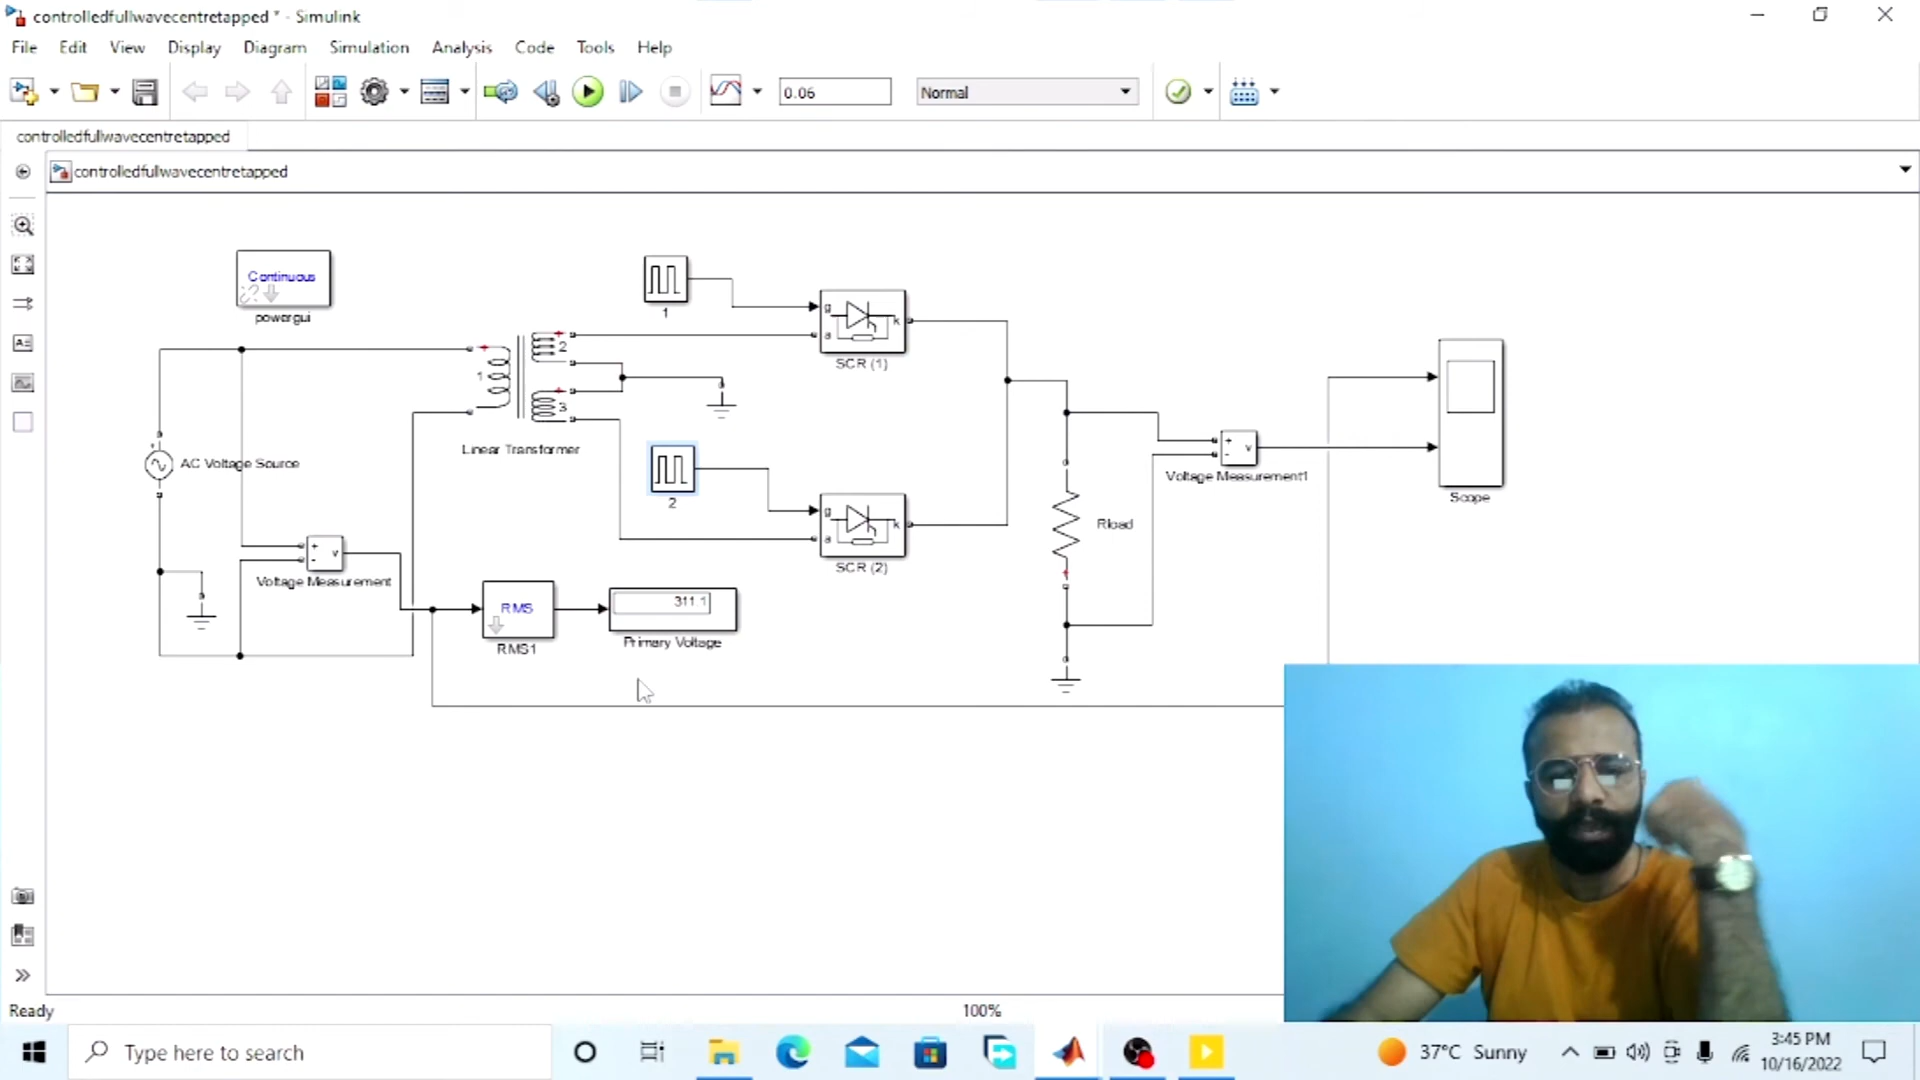 controlledfullwavecentretapped * - Simulink
File Edit View Display Diagram Simulation Analysis Code Tools Help
0.06
Normal
controlledfullwavecentretapped
controlledfullwavecentretapped
Continuous
powergui
1
g
a
k
SCR (1)
1
2
3
Linear Transformer
AC Voltage Source
2
g
a
k
SCR (2)
+
-
v
Voltage Measurement
RMS
RMS1
311.1
Primary Voltage
Rload
+
-
v
Voltage Measurement1
Scope
Ready
100%
Type here to search
37°C Sunny
3:45 PM
10/16/2022